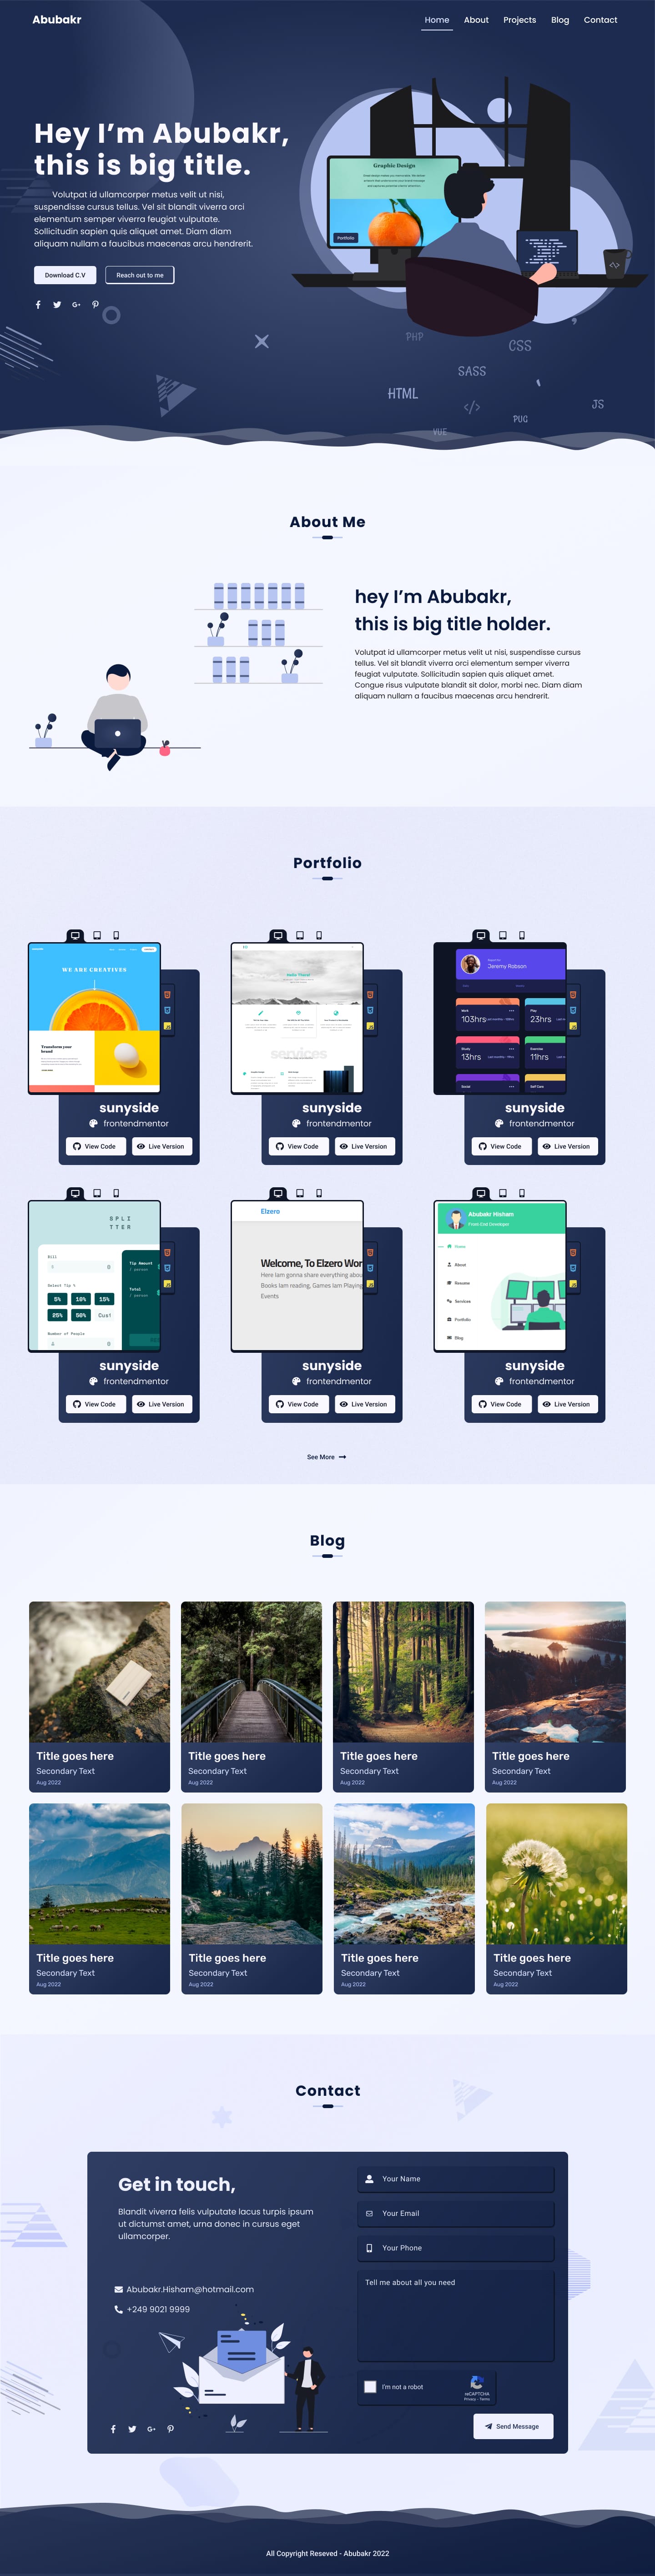 Abubakr
Home
About
Projects
Blog
Contact
Hey I'm Abubakr,
this is big title.
Volutpat id ullamcorper metus velit ut nisi,
suspendisse cursus tellus. Vel sit blandit viverra orci
elementum semper viverra feugiat vulputate.
Sollicitudin sapien quis aliquet amet. Diam diam
aliquam nullam a faucibus maecenas arcu hendrerit.
Download C.V
Reach out to me
G+
Graphic Design
Portfolio
</>
PHP
CSS
SASS
HTML
</>
JS
PUG
VUE
About Me
hey I'm Abubakr,
this is big title holder.
Volutpat id ullamcorper metus velit ut nisi, suspendisse cursus
tellus. Vel sit blandit viverra orci elementum semper viverra
feugiat vulputate. Sollicitudin sapien quis aliquet amet.
Congue risus vulputate blandit sit dolor, morbi nec. Diam diam
aliquam nullam a faucibus maecenas arcu hendrerit.
Portfolio
WE ARE CREATIVES
Transform your
brand
sunyside
frontendmentor
View Code
Live Version
services
sunyside
frontendmentor
View Code
Live Version
Jeremy Robson
Work
103hrs
Play
23hrs
Study
13hrs
Exercise
11hrs
Social
Self Care
sunyside
frontendmentor
View Code
Live Version
SPLI
TTER
Bill
0
Select Tip %
5%
10%
15%
25%
50%
Cust
Number of People
0
Tip Amount
/ person
Total
/ person
sunyside
frontendmentor
View Code
Live Version
Elzero
Welcome, To Elzero Wor
Here Iam gonna share everything abou
Books Iam reading, Games Iam Playing
Events
sunyside
frontendmentor
View Code
Live Version
Abubakr Hisham
Front-End Developer
Home
About
Resume
Services
Portfolio
Blog
sunyside
frontendmentor
View Code
Live Version
See More
Blog
Title goes here
Secondary Text
Aug 2022
Title goes here
Secondary Text
Aug 2022
Title goes here
Secondary Text
Aug 2022
Title goes here
Secondary Text
Aug 2022
Title goes here
Secondary Text
Aug 2022
Title goes here
Secondary Text
Aug 2022
Title goes here
Secondary Text
Aug 2022
Title goes here
Secondary Text
Aug 2022
Contact
Get in touch,
Blandit viverra felis vulputate lacus turpis ipsum
ut dictumst amet, urna donec in cursus eget
ullamcorper.
Abubakr.Hisham@hotmail.com
+249 9021 9999
G+
Your Name
Your Email
Your Phone
Tell me about all you need
I'm not a robot
reCAPTCHA
Privacy - Terms
Send Message
All Copyright Reseved - Abubakr 2022